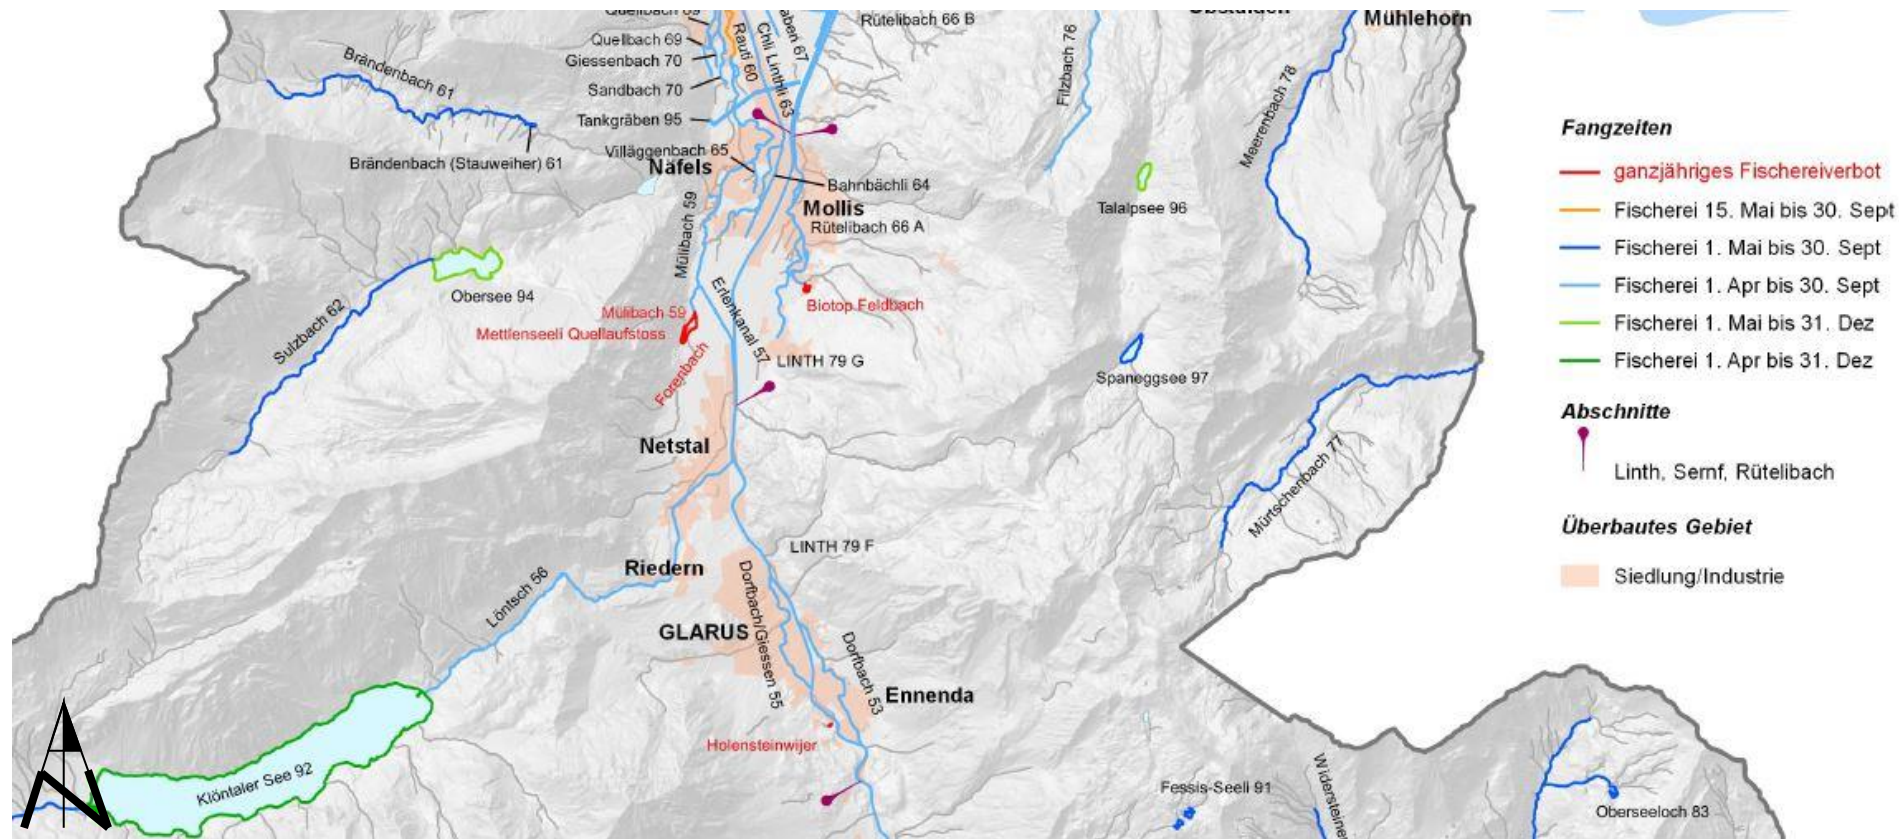 Quellbach 69
Rütelibach 66 B
Obstalden
Mühlehorn
Quellbach 69
Giessenbach 70
Rauti 60
Chli Linthli 63
Filzbach 76
Meerenbach 78
Brändenbach 61
Sandbach 70
Tankgräben 95
Brändenbach (Stauweiher) 61
Villäggenbach 65
Näfels
Bahnbächli 64
Mollis
Rütelibach 66 A
Talalpsee 96
Mülibach 59
Obersee 94
Sulzbach 62
Erlenkanal 57
Biotop Feldbach
Mülibach 59
Mettlenseeli Quellaufstoss
Forenbach
LINTH 79 G
Spaneggsee 97
Netstal
Mürtschenbach 77
LINTH 79 F
Riedern
Löntsch 56
Dorfbach/Giessen 55
GLARUS
Dorfbach 53
Ennenda
Holensteinwijer
Klöntaler See 92
Fessis-Seeli 91
Oberseeloch 83
N
Fangzeiten
ganzjähriges Fischereiverbot
Fischerei 15. Mai bis 30. Sept
Fischerei 1. Mai bis 30. Sept
Fischerei 1. Apr bis 30. Sept
Fischerei 1. Mai bis 31. Dez
Fischerei 1. Apr bis 31. Dez
Abschnitte
Linth, Sernf, Rütelibach
Überbautes Gebiet
Siedlung/Industrie